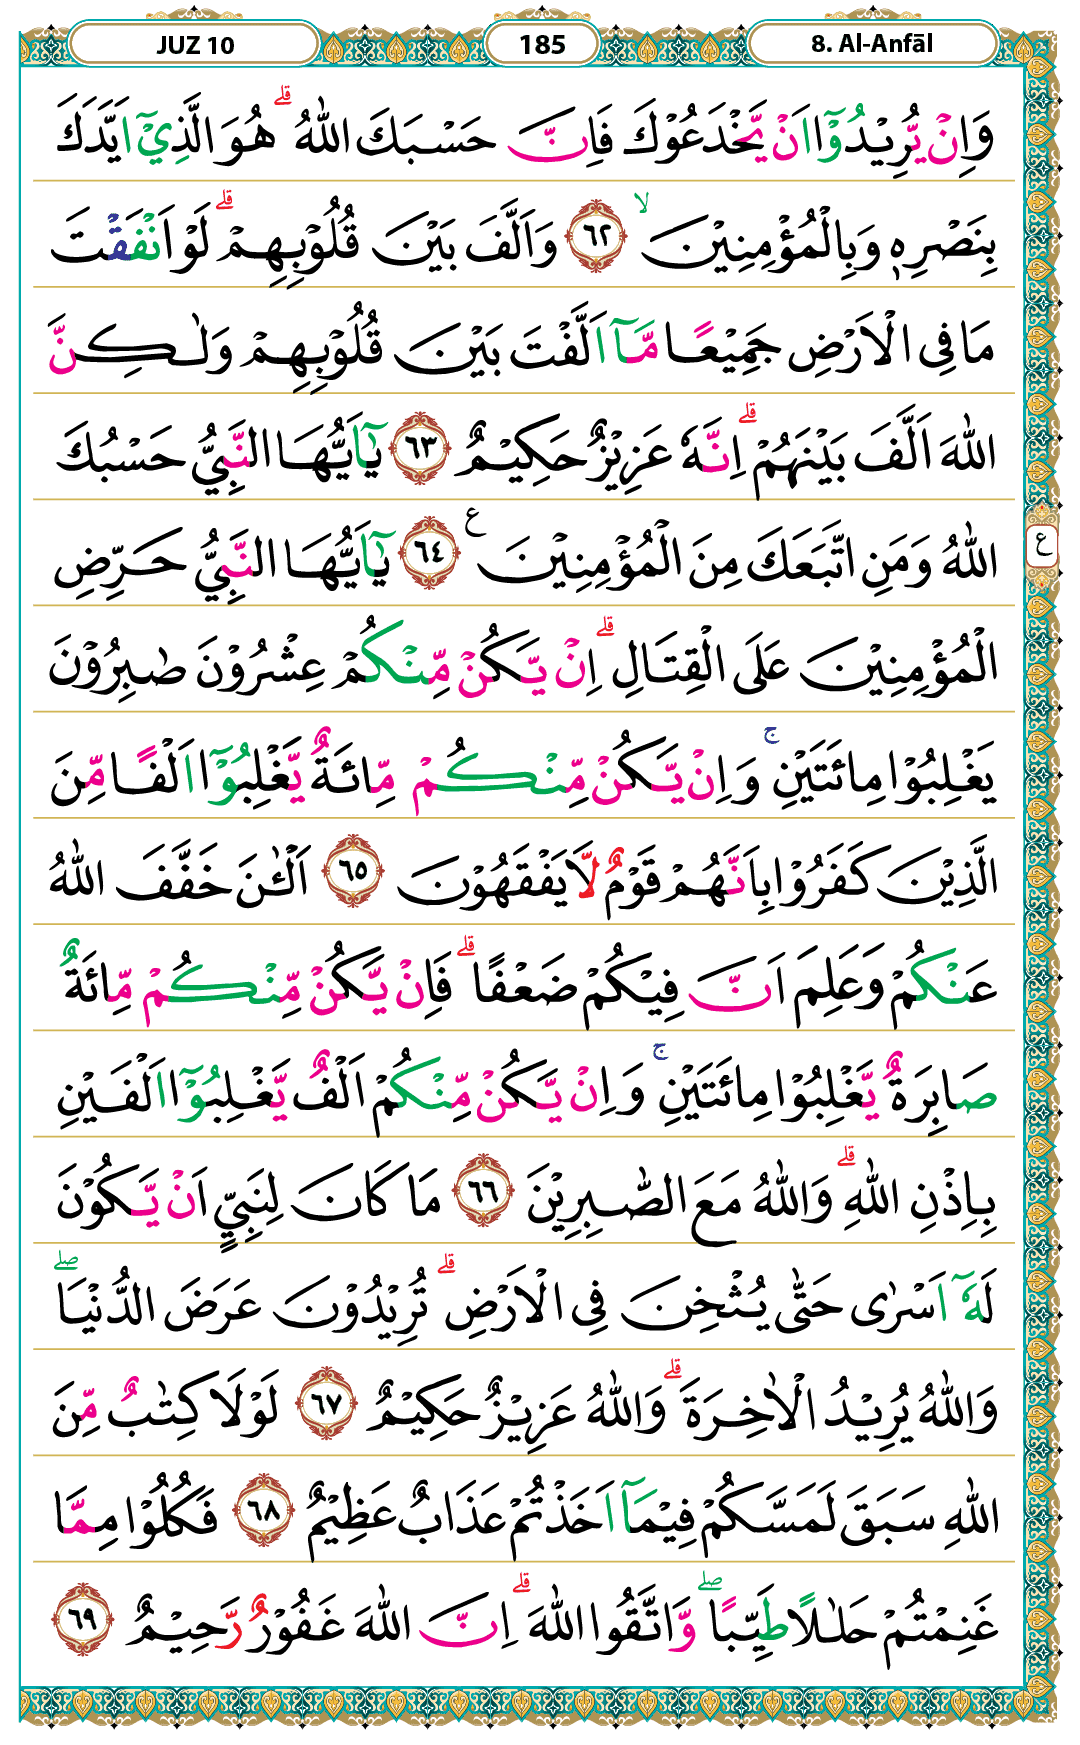 JUZ 10
185
8. Al-Anfāl
وَاِنْ يُّرِيْدُوْٓا اَنْ يَّخْدَعُوْكَ فَاِنَّ حَسْبَكَ اللّٰهُ ۗ هُوَ الَّذِيْٓ اَيَّدَكَ
بِنَصْرِهٖ وَبِالْمُؤْمِنِيْنَ ۙ ٦٢ وَاَلَّفَ بَيْنَ قُلُوْبِهِمْ ۗ لَوْ اَنْفَقْتَ
مَا فِى الْاَرْضِ جَمِيْعًا مَّآ اَلَّفْتَ بَيْنَ قُلُوْبِهِمْ وَلٰكِنَّ
اللّٰهَ اَلَّفَ بَيْنَهُمْ ۗ اِنَّهٗ عَزِيْزٌ حَكِيْمٌ ٦٣ يٰٓاَيُّهَا النَّبِيُّ حَسْبُكَ
اللّٰهُ وَمَنِ اتَّبَعَكَ مِنَ الْمُؤْمِنِيْنَ ࣖ ٦٤ يٰٓاَيُّهَا النَّبِيُّ حَرِّضِ
ع
الْمُؤْمِنِيْنَ عَلَى الْقِتَالِ ۗ اِنْ يَّكُنْ مِّنْكُمْ عِشْرُوْنَ صٰبِرُوْنَ
يَغْلِبُوْا مِائَتَيْنِ ۚ وَاِنْ يَّكُنْ مِّنْكُمْ مِّائَةٌ يَّغْلِبُوْٓا اَلْفًا مِّنَ
الَّذِيْنَ كَفَرُوْا بِاَنَّهُمْ قَوْمٌ لَّا يَفْقَهُوْنَ ٦٥ اَلْـٰٔنَ خَفَّفَ اللّٰهُ
عَنْكُمْ وَعَلِمَ اَنَّ فِيْكُمْ ضَعْفًا ۗ فَاِنْ يَّكُنْ مِّنْكُمْ مِّائَةٌ
صَابِرَةٌ يَّغْلِبُوْا مِائَتَيْنِ ۚ وَاِنْ يَّكُنْ مِّنْكُمْ اَلْفٌ يَّغْلِبُوْٓا اَلْفَيْنِ
بِاِذْنِ اللّٰهِ ۗ وَاللّٰهُ مَعَ الصّٰبِرِيْنَ ٦٦ مَا كَانَ لِنَبِيٍّ اَنْ يَّكُوْنَ
لَهٗٓ اَسْرٰى حَتّٰى يُثْخِنَ فِى الْاَرْضِ ۗ تُرِيْدُوْنَ عَرَضَ الدُّنْيَا ۖ
وَاللّٰهُ يُرِيْدُ الْاٰخِرَةَ ۗ وَاللّٰهُ عَزِيْزٌ حَكِيْمٌ ٦٧ لَوْلَا كِتٰبٌ مِّنَ
اللّٰهِ سَبَقَ لَمَسَّكُمْ فِيْمَآ اَخَذْتُمْ عَذَابٌ عَظِيْمٌ ٦٨ فَكُلُوْا مِمَّا
غَنِمْتُمْ حَلٰلًا طَيِّبًا ۖ وَّاتَّقُوا اللّٰهَ ۗ اِنَّ اللّٰهَ غَفُوْرٌ رَّحِيْمٌ ٦٩